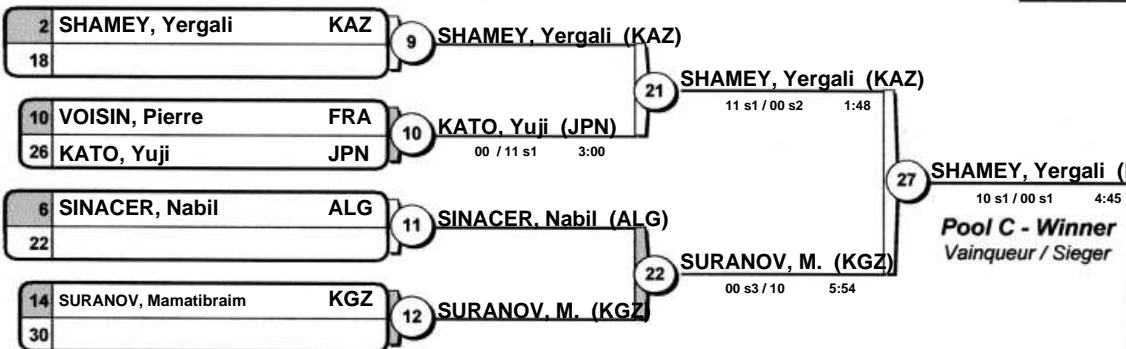 2 SHAMEY, Yergali KAZ
18
9
SHAMEY, Yergali (KAZ)
10 VOISIN, Pierre FRA
26 KATO, Yuji JPN
10
KATO, Yuji (JPN)
00 / 11 s1 3:00
21
SHAMEY, Yergali (KAZ)
11 s1 / 00 s2 1:48
6 SINACER, Nabil ALG
22
11
SINACER, Nabil (ALG)
14 SURANOV, Mamatibraim KGZ
30
12
SURANOV, M. (KGZ)
22
SURANOV, M. (KGZ)
00 s3 / 10 5:54
27
SHAMEY, Yergali (
10 s1 / 00 s1 4:45
Pool C - Winner
Vainqueur / Sieger